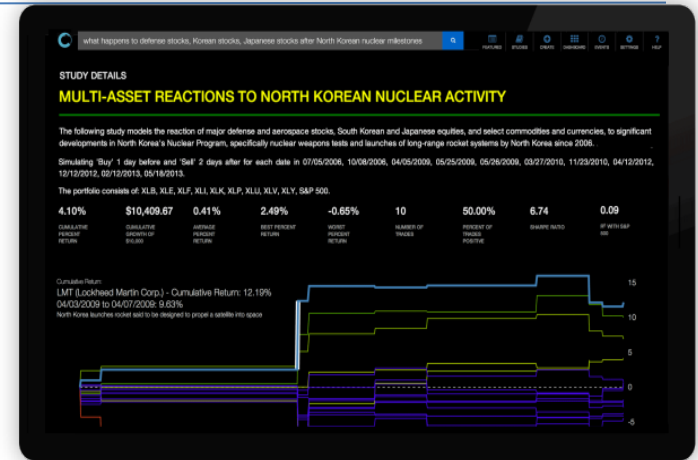 what happens to defense stocks, Korean stocks, Japanese stocks after North Korean nuclear milestones
FEATURED STUDIES CREATE DASHBOARD EVENTS SETTINGS HELP
STUDY DETAILS
MULTI-ASSET REACTIONS TO NORTH KOREAN NUCLEAR ACTIVITY
The following study models the reaction of major defense and aerospace stocks, South Korean and Japanese equities, and select commodities and currencies, to significant
developments in North Korea's Nuclear Program, specifically nuclear weapons tests and launches of long-range rocket systems by North Korea since 2006.
Simulating 'Buy' 1 day before and 'Sell' 2 days after for each date in 07/05/2006, 10/08/2006, 04/05/2009, 05/25/2009, 05/26/2009, 03/27/2010, 11/23/2010, 04/12/2012,
12/12/2012, 02/12/2013, 05/18/2013.
The portfolio consists of: XLB, XLE, XLF, XLI, XLK, XLP, XLU, XLV, XLY, S&P 500.
4.10% $10,409.67 0.41% 2.49% -0.65% 10 50.00% 6.74 0.09
CUMULATIVE CUMULATIVE AVERAGE BEST PERCENT WORST NUMBER OF PERCENT OF SHARPE RATIO R² WITH S&P
PERCENT GROWTH OF PERCENT RETURN PERCENT TRADES TRADES 500
RETURN $10,000 RETURN RETURN POSITIVE
Cumulative Return
LMT (Lockheed Martin Corp.) - Cumulative Return: 12.19%
04/03/2009 to 04/07/2009: 9.63%
North Korea launches rocket said to be designed to propel a satellite into space
15
10
5
0
-5